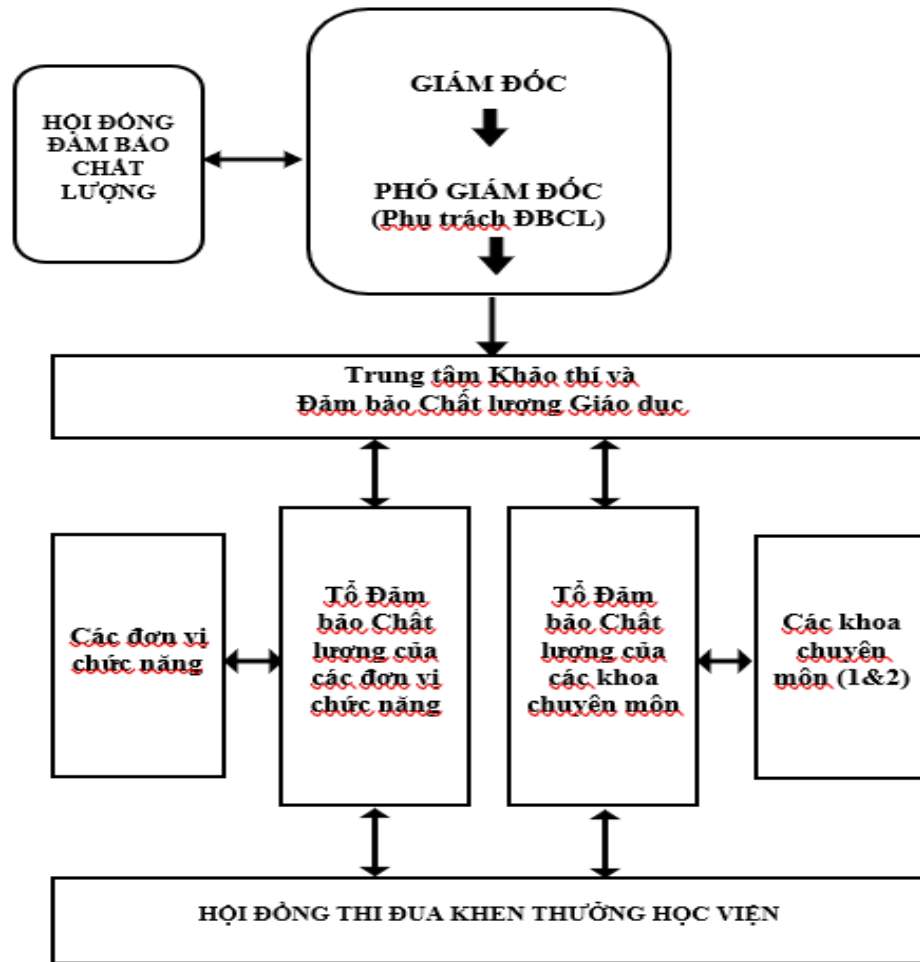 GIÁM ĐỐC
HỘI ĐỒNG
ĐẢM BẢO
CHẤT
LƯỢNG
PHÓ GIÁM ĐỐC
(Phụ trách ĐBCL)
Trung tâm Khảo thí và
Đảm bảo Chất lượng Giáo dục
Các đơn vị
chức năng
Tổ Đảm
bảo Chất
lượng của
các đơn vị
chức năng
Tổ Đảm
bảo Chất
lượng của
các khoa
chuyên môn
Các khoa
chuyên
môn (1&2)
HỘI ĐỒNG THI ĐUA KHEN THƯỞNG HỌC VIỆN